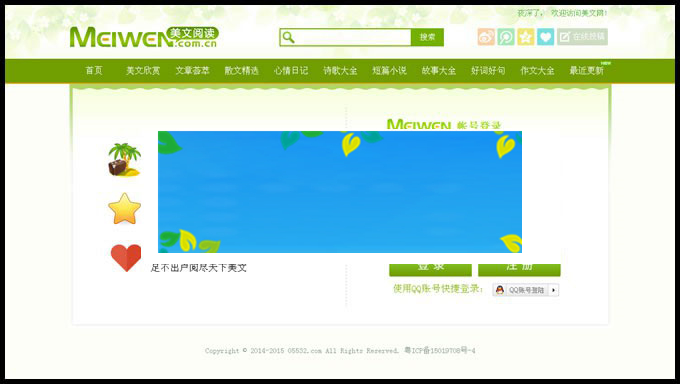 夜深了, 欢迎访问美文网!
MEIWEN 美文阅读
.com.cn
搜索
在线投稿
首页 美文欣赏 文章荟萃 散文精选 心情日记 诗歌大全 短篇小说 故事大全 好词好句 作文大全 最近更新 NEW
MEIWEN 帐号登录
足不出户阅尽天下美文
登录 注册
使用QQ账号快捷登录: QQ账号登陆
Copyright © 2014-2015 05532.com All Rights Reserved. 粤ICP备15019708号-4